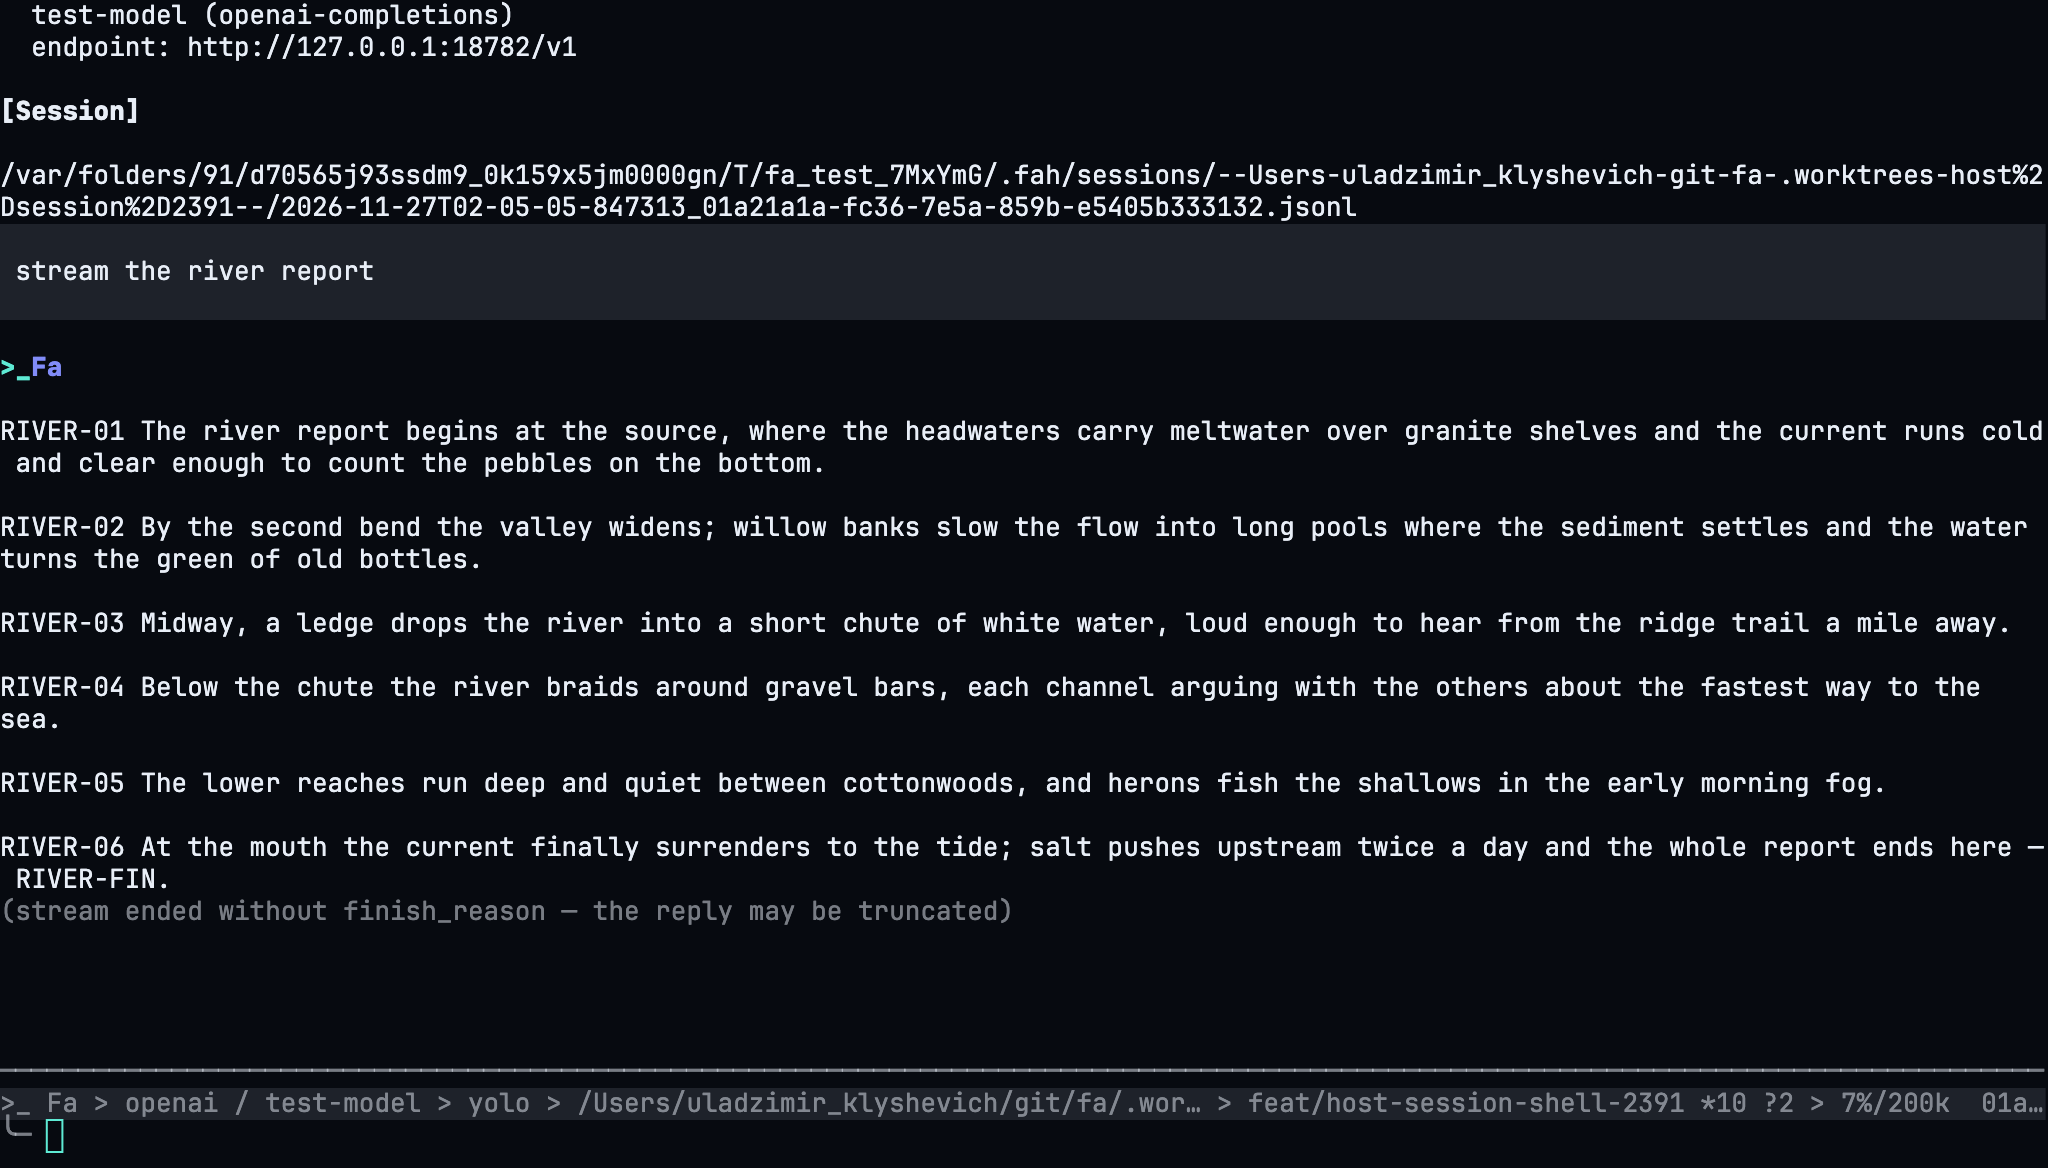 test-model (openai-completions)
endpoint: http://127.0.0.1:18782/v1
[Session]
/var/folders/91/d70565j93ssdm9_0k159x5jm0000gn/T/fa_test_7MxYmG/.fah/sessions/--Users-uladzimir_klyshevich-git-fa-.worktrees-host%2
Dsession%2D2391--/2026-11-27T02-05-05-847313_01a21a1a-fc36-7e5a-859b-e5405b333132.jsonl
stream the river report
>_Fa
RIVER-01 The river report begins at the source, where the headwaters carry meltwater over granite shelves and the current runs cold
and clear enough to count the pebbles on the bottom.
RIVER-02 By the second bend the valley widens; willow banks slow the flow into long pools where the sediment settles and the water
turns the green of old bottles.
RIVER-03 Midway, a ledge drops the river into a short chute of white water, loud enough to hear from the ridge trail a mile away.
RIVER-04 Below the chute the river braids around gravel bars, each channel arguing with the others about the fastest way to the
sea.
RIVER-05 The lower reaches run deep and quiet between cottonwoods, and herons fish the shallows in the early morning fog.
RIVER-06 At the mouth the current finally surrenders to the tide; salt pushes upstream twice a day and the whole report ends here —
RIVER-FIN.
(stream ended without finish_reason — the reply may be truncated)
>_ Fa > openai / test-model > yolo > /Users/uladzimir_klyshevich/git/fa/.wor… > feat/host-session-shell-2391 *10 ?2 > 7%/200k 01a…